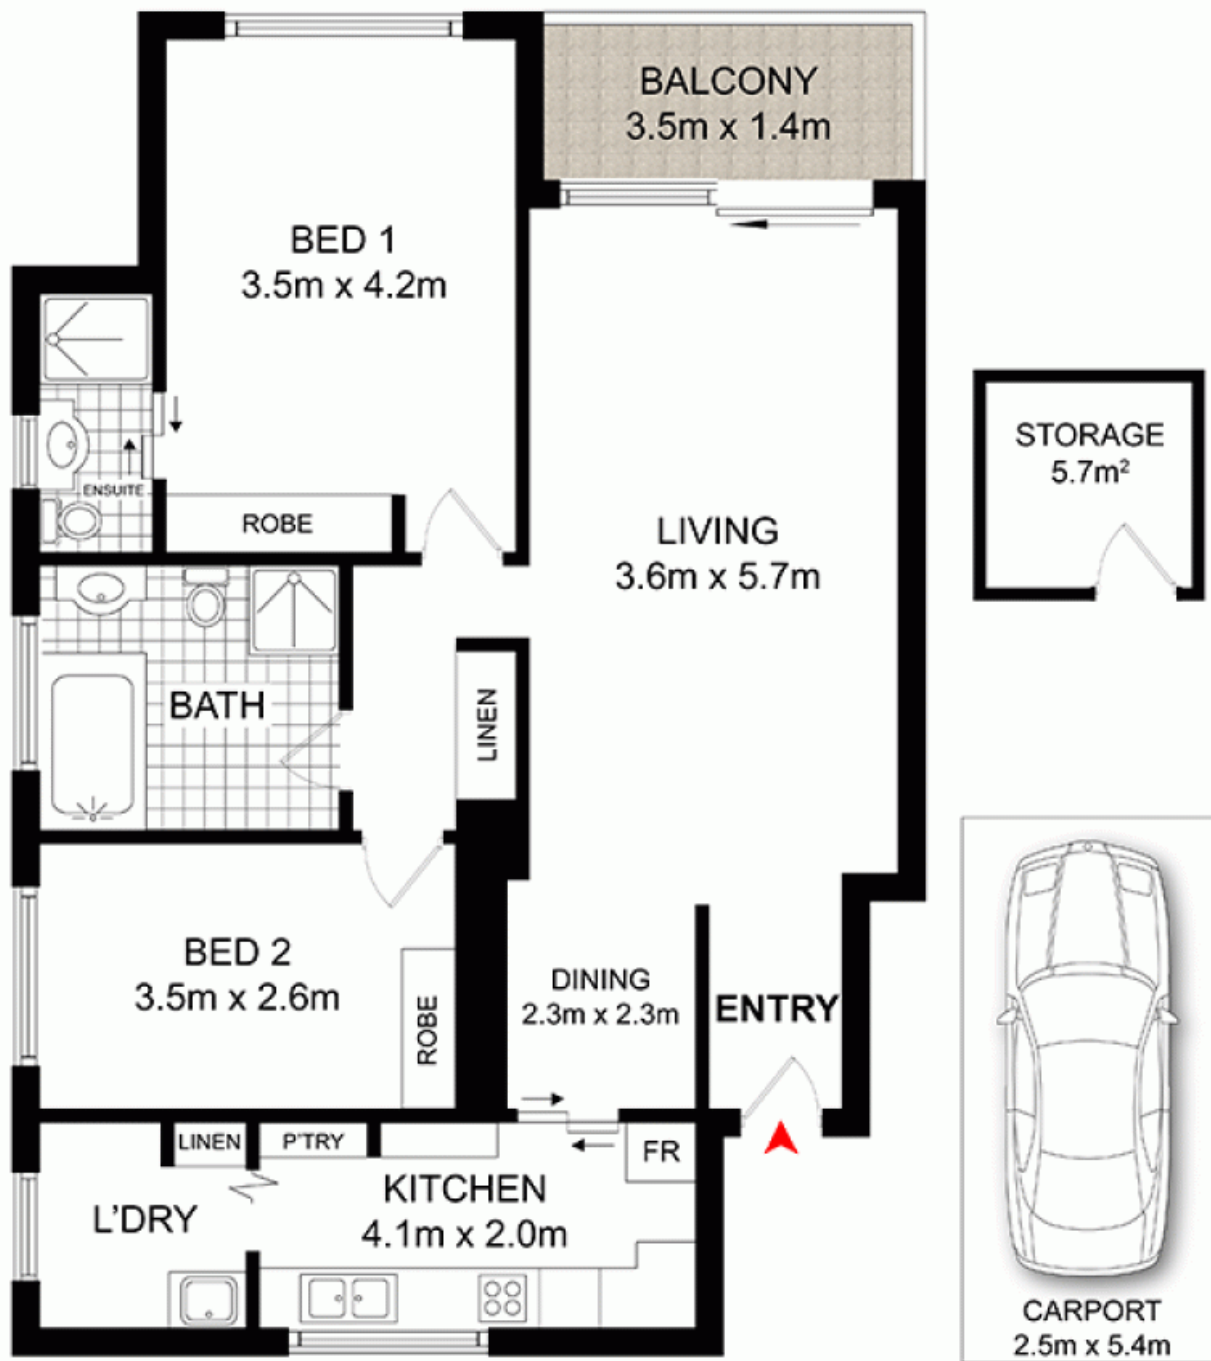 BALCONY
3.5m x 1.4m
BED 1
3.5m x 4.2m
ENSUITE
ROBE
LIVING
3.6m x 5.7m
STORAGE
5.7m²
BATH
LINEN
BED 2
3.5m x 2.6m
ROBE
DINING
2.3m x 2.3m
ENTRY
LINEN
P'TRY
FR
KITCHEN
4.1m x 2.0m
L'DRY
CARPORT
2.5m x 5.4m